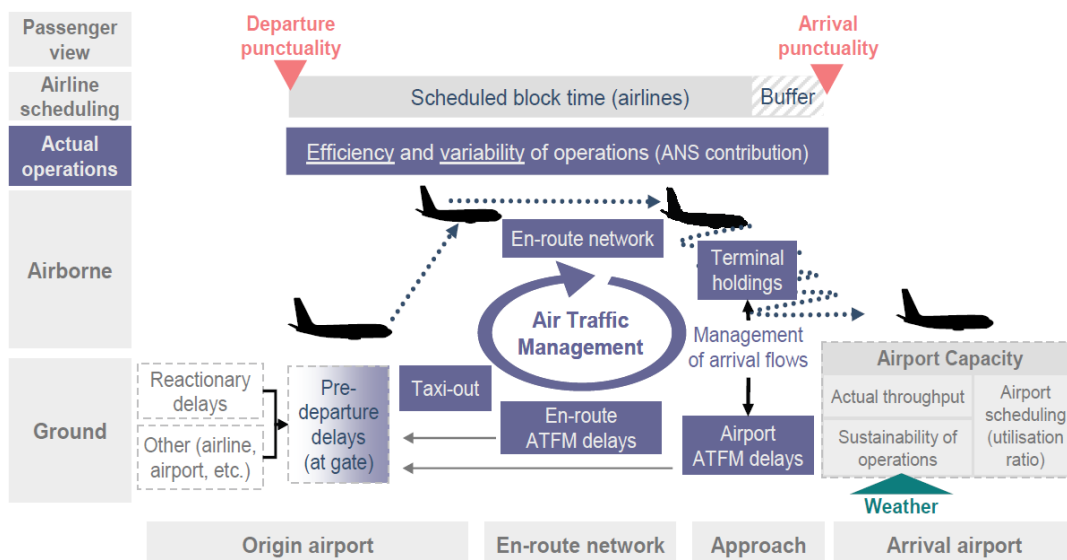 Passenger
view
Departure
punctuality
Arrival
punctuality
Airline
scheduling
Scheduled block time (airlines)
Buffer
Actual
operations
Efficiency and variability of operations (ANS contribution)
Airborne
En-route network
Terminal
holdings
Air Traffic
Management
Management
of arrival flows
Ground
Reactionary
delays
Other (airline,
airport, etc.)
Pre-
departure
delays
(at gate)
Taxi-out
En-route
ATFM delays
Airport
ATFM delays
Airport Capacity
Actual throughput
Sustainability of
operations
Airport
scheduling
(utilisation
ratio)
Weather
Origin airport
En-route network
Approach
Arrival airport